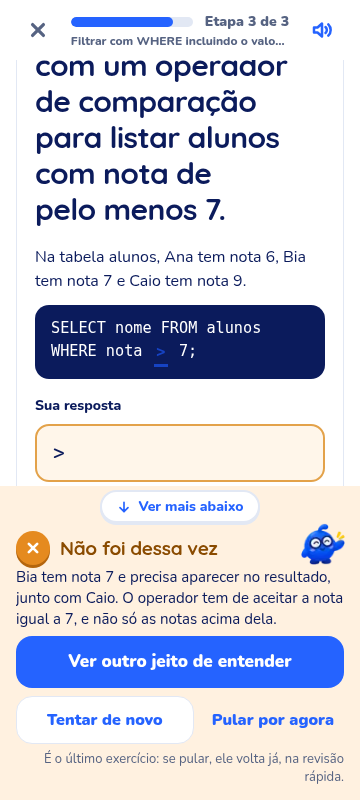 Etapa 3 de 3
Filtrar com WHERE incluindo o valo...
com um operador
de comparação
para listar alunos
com nota de
pelo menos 7.
Na tabela alunos, Ana tem nota 6, Bia
tem nota 7 e Caio tem nota 9.
SELECT nome FROM alunos
WHERE nota > 7;
Sua resposta
>
Ver mais abaixo
Não foi dessa vez
Bia tem nota 7 e precisa aparecer no resultado,
junto com Caio. O operador tem de aceitar a nota
igual a 7, e não só as notas acima dela.
Ver outro jeito de entender
Tentar de novo
Pular por agora
É o último exercício: se pular, ele volta já, na revisão
rápida.